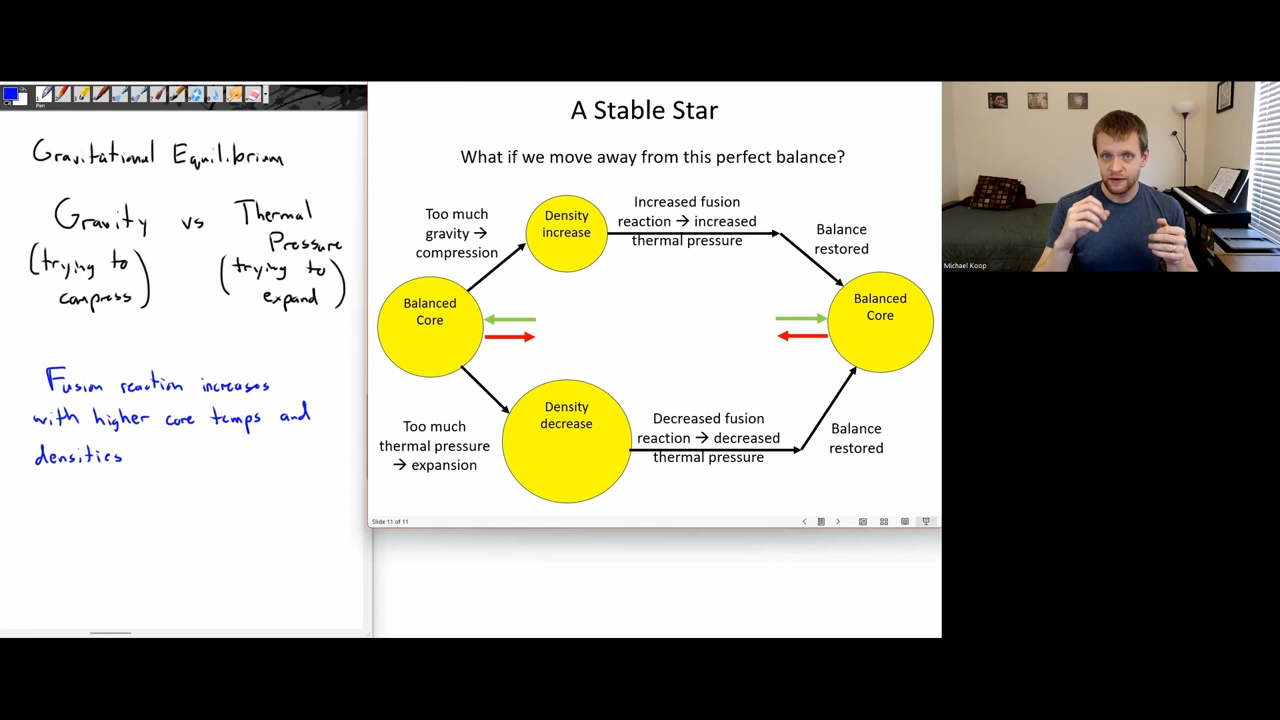 Pen
Gravitational Equilibrium
Gravity vs Thermal
Pressure
(trying to
compress)
(trying to
expand)
Fusion reaction increases
with higher core temps and
densities
A Stable Star
What if we move away from this perfect balance?
Too much
gravity →
compression
Density
increase
Increased fusion
reaction → increased
thermal pressure
Balance
restored
Balanced
Core
Balanced
Core
Too much
thermal pressure
→ expansion
Density
decrease
Decreased fusion
reaction → decreased
thermal pressure
Balance
restored
Slide 11 of 11
Michael Koop